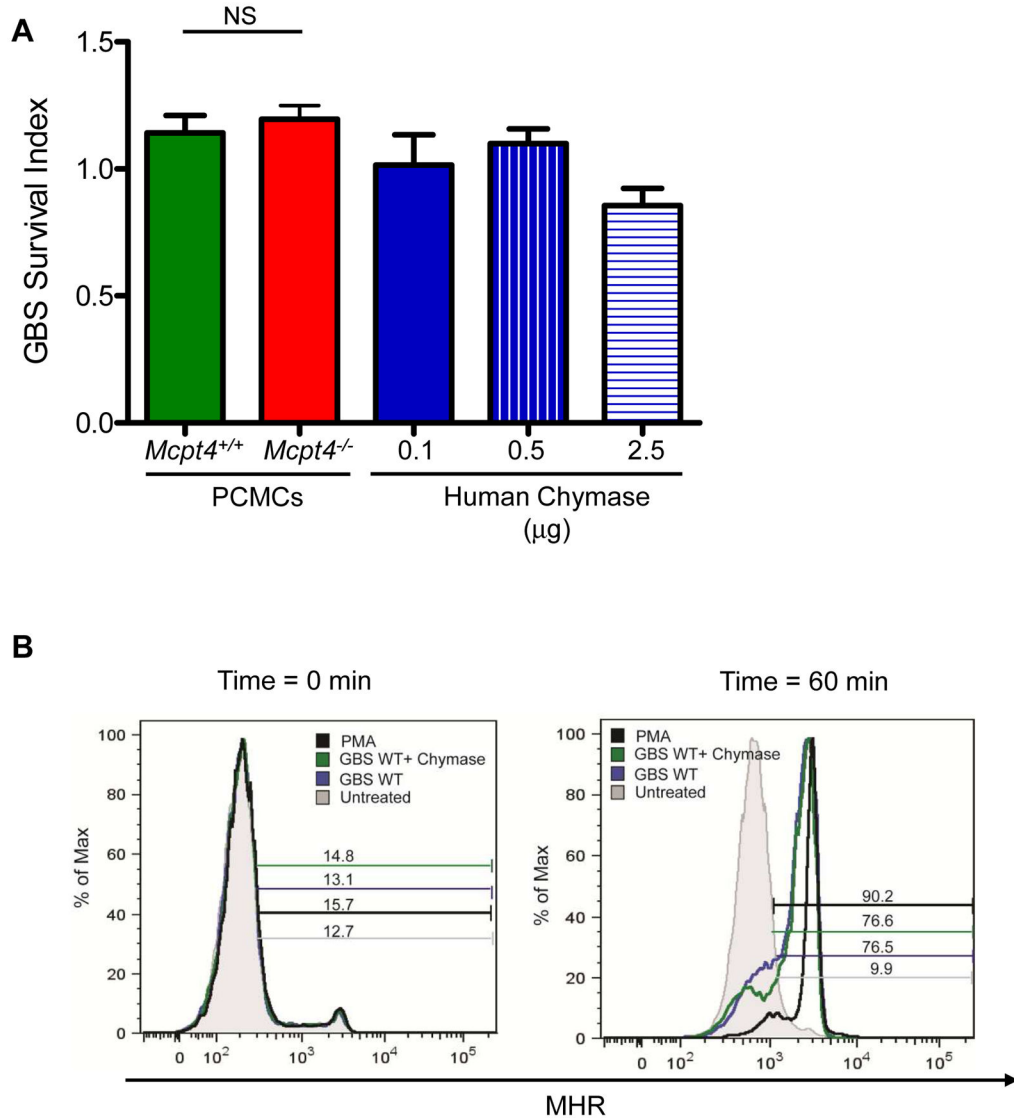 A
NS
1.5
1.0
0.5
0.0
GBS Survival Index
Mcpt4+/+ Mcpt4-/- 0.1 0.5 2.5
PCMCs Human Chymase
(μg)
B
Time = 0 min
100
80
60
40
20
0
% of Max
PMA
GBS WT+ Chymase
GBS WT
Untreated
14.8
13.1
15.7
12.7
0 10² 10³ 10⁴ 10⁵
Time = 60 min
100
80
60
40
20
0
% of Max
PMA
GBS WT+ Chymase
GBS WT
Untreated
90.2
76.6
76.5
9.9
0 10² 10³ 10⁴ 10⁵
MHR